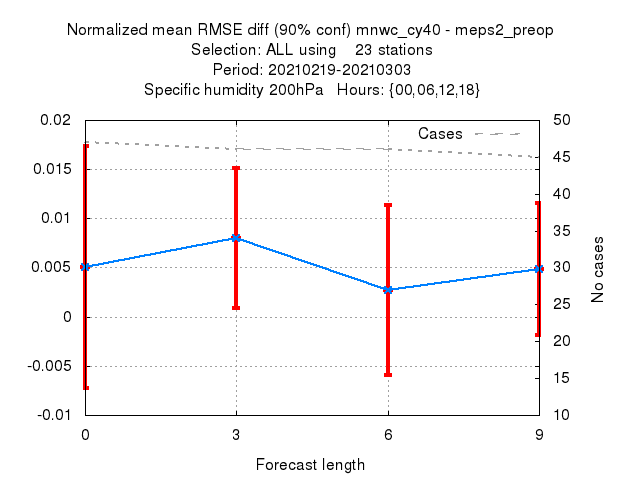 Normalized mean RMSE diff (90% conf) mnwc_cy40 - meps2_preop
Selection: ALL using 23 stations
Period: 20210219-20210303
Specific humidity 200hPa Hours: {00,06,12,18}
Cases
0.02
0.015
0.01
0.005
0
-0.005
-0.01
50
45
40
35
30
25
20
15
10
No cases
0 3 6 9
Forecast length